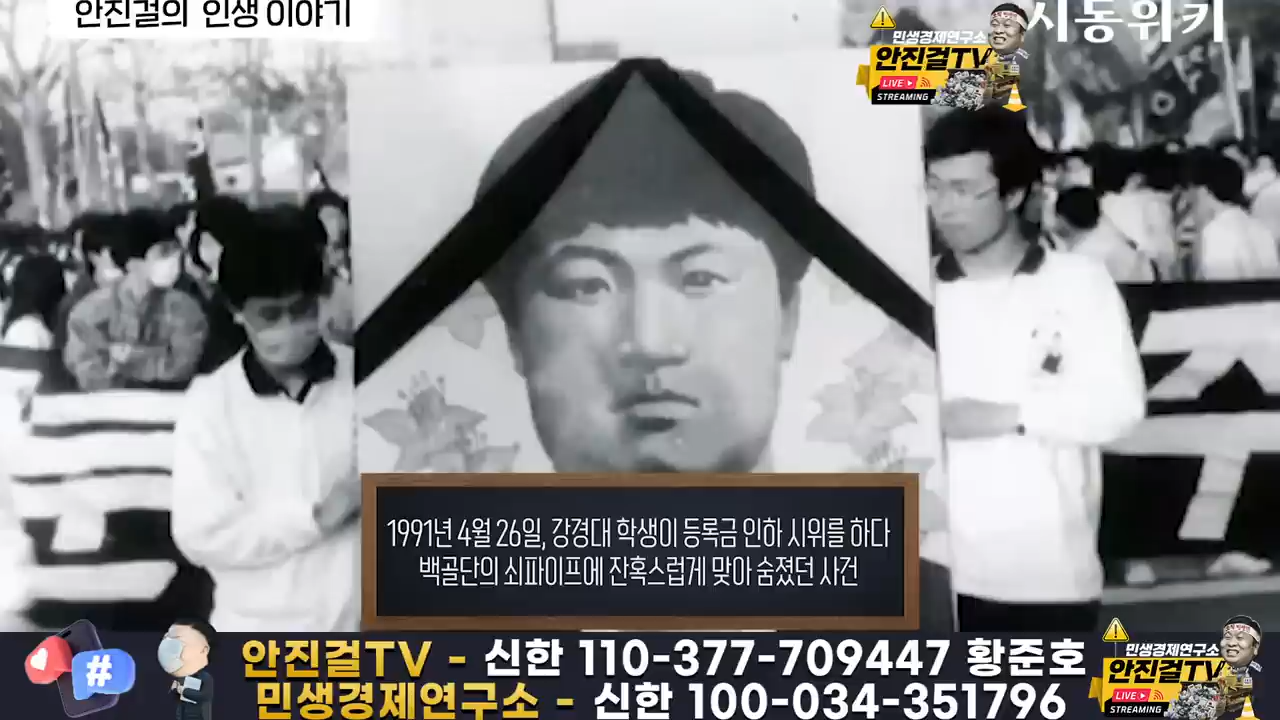 안진걸의 인생 이야기
시동위키
민생경제연구소
안진걸TV
LIVE
STREAMING
주
1991년 4월 26일, 강경대 학생이 등록금 인하 시위를 하다
백골단의 쇠파이프에 잔혹스럽게 맞아 숨졌던 사건
#
안진걸TV - 신한 110-377-709447 황준호
민생경제연구소 - 신한 100-034-351796
민생경제연구소
안진걸TV
LIVE
STREAMING